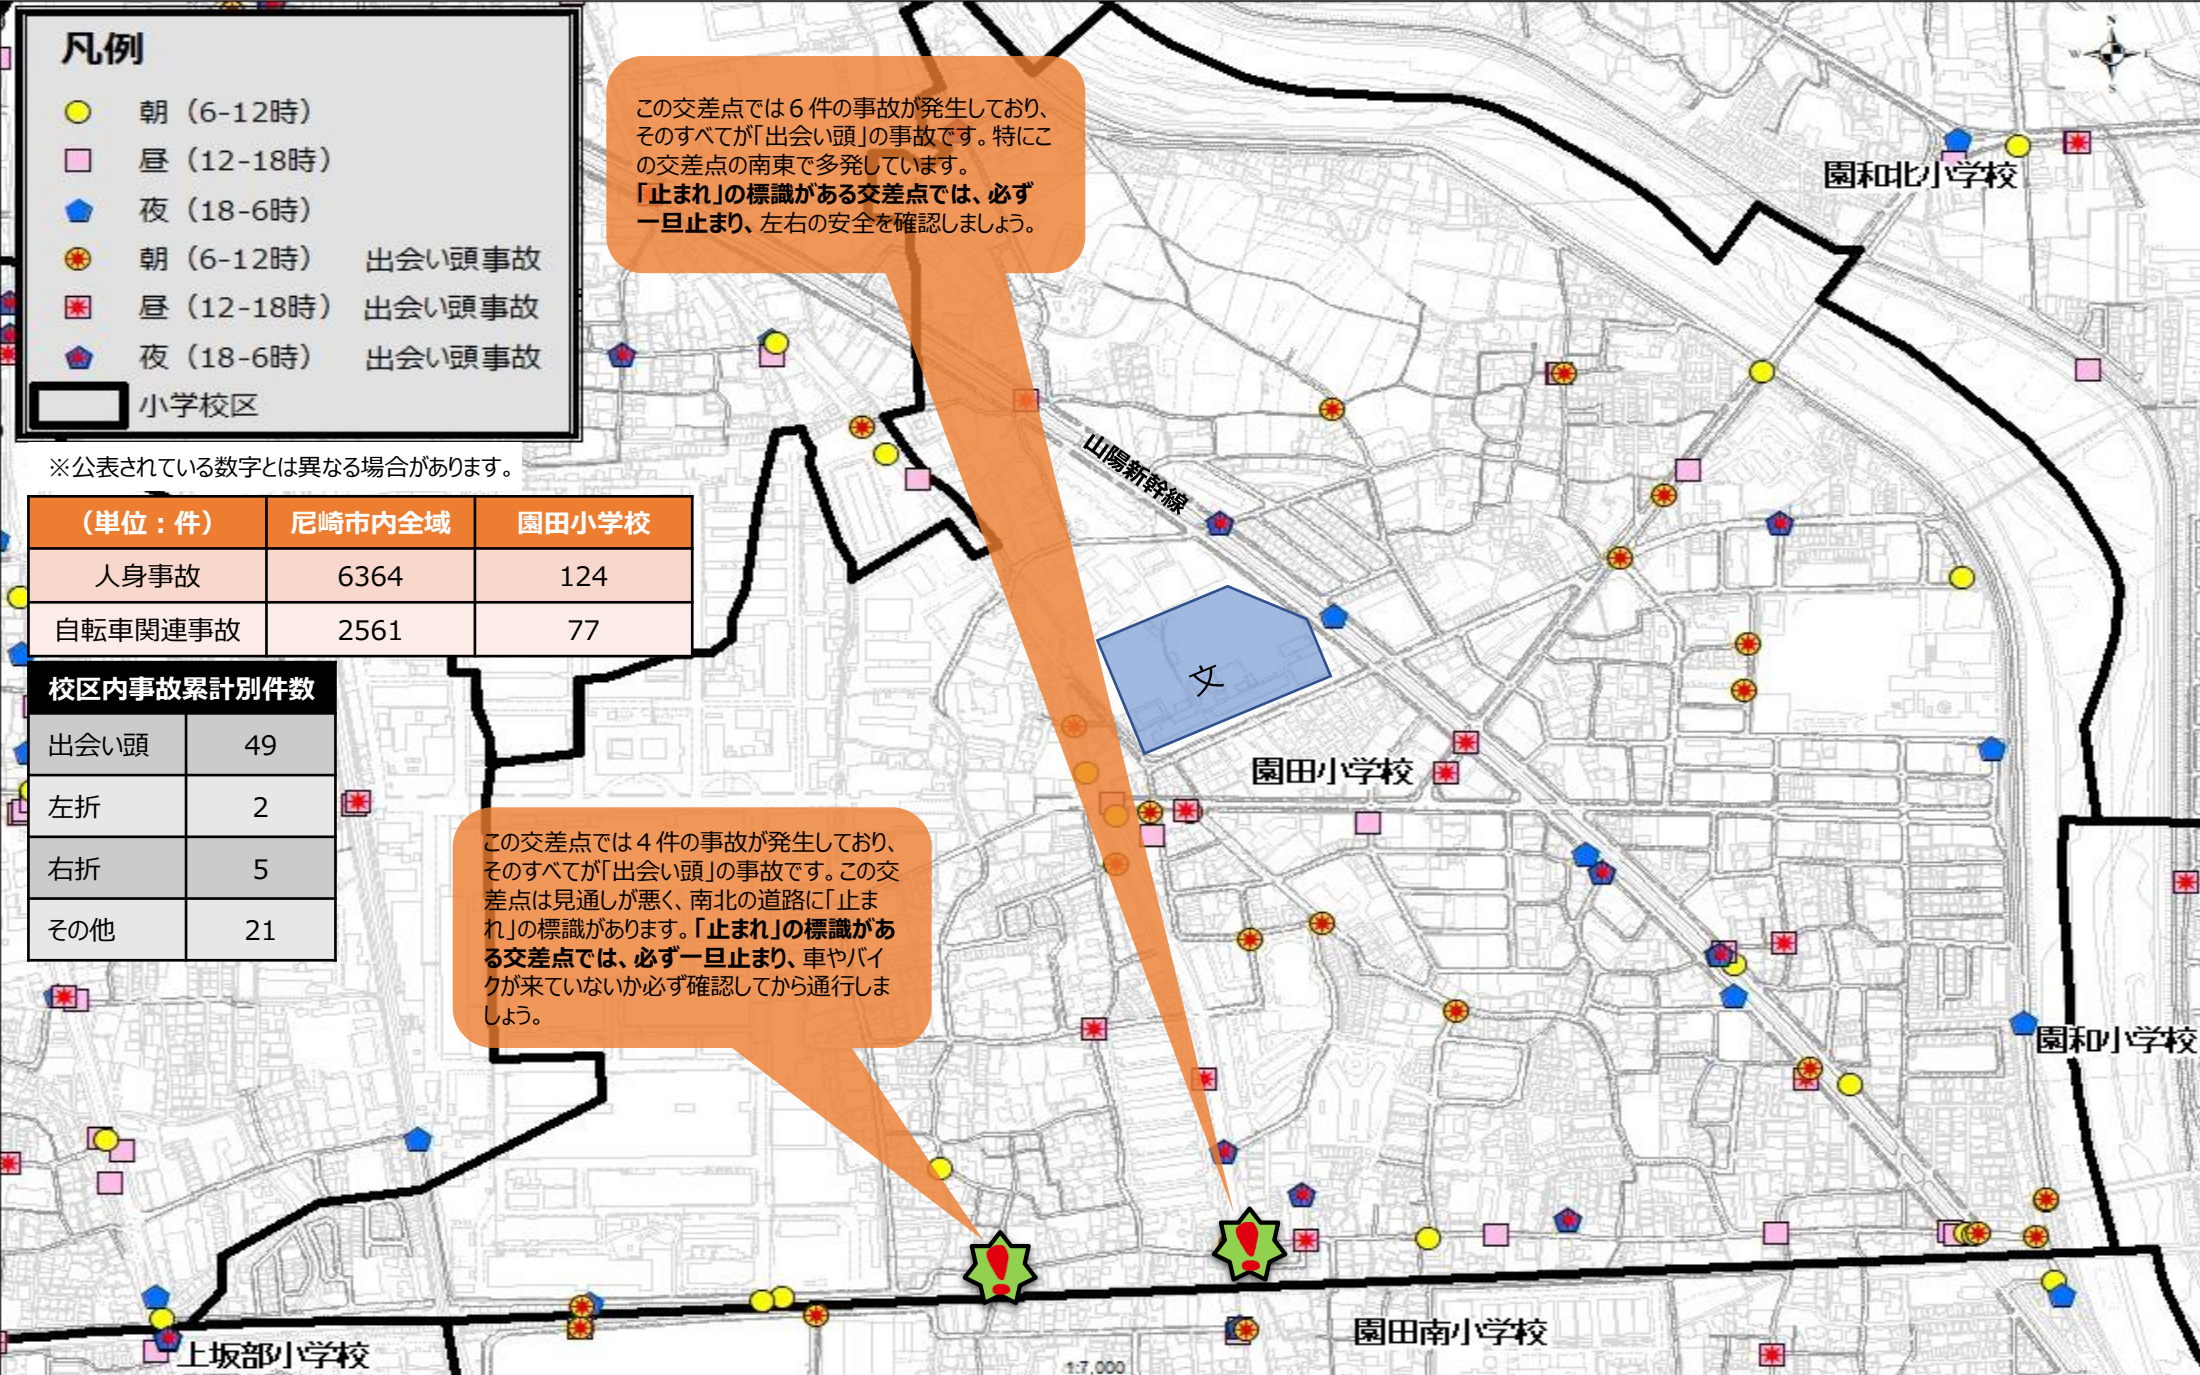 凡例
朝（6-12時）
昼（12-18時）
夜（18-6時）
朝（6-12時） 出会い頭事故
昼（12-18時） 出会い頭事故
夜（18-6時） 出会い頭事故
小学校区
※公表されている数字とは異なる場合があります。
（単位：件） 尼崎市内全域 園田小学校
人身事故 6364 124
自転車関連事故 2561 77
校区内事故累計別件数
出会い頭 49
左折 2
右折 5
その他 21
この交差点では６件の事故が発生しており、
そのすべてが「出会い頭」の事故です。特にこ
の交差点の南東で多発しています。
「止まれ」の標識がある交差点では、必ず
一旦止まり、左右の安全を確認しましょう。
N
W
E
S
園和北小学校
山陽新幹線
文
園田小学校
この交差点では４件の事故が発生しており、
そのすべてが「出会い頭」の事故です。この交
差点は見通しが悪く、南北の道路に「止ま
れ」の標識があります。「止まれ」の標識があ
る交差点では、必ず一旦止まり、車やバイ
クが来ていないか必ず確認してから通行しま
しょう。
園和小学校
上坂部小学校
園田南小学校
1:7,000